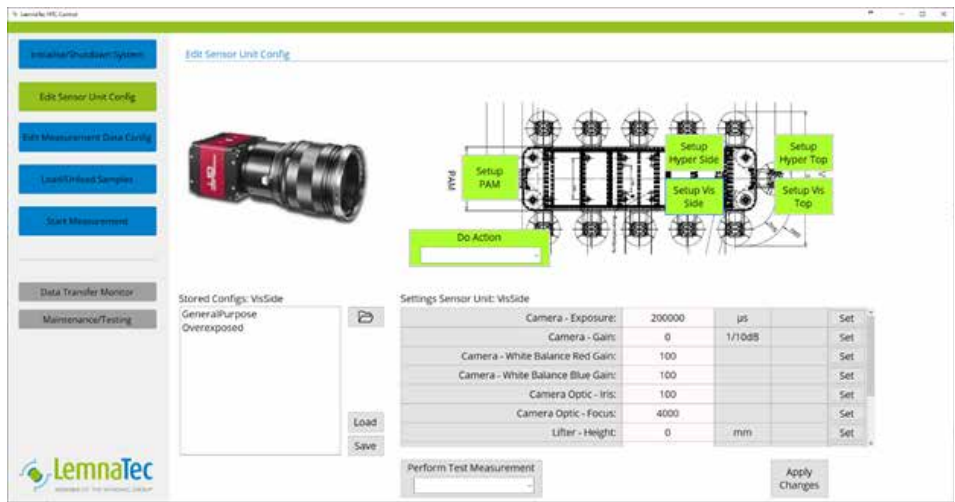 LemnaTec HTC Control
Initialise/Shutdown System
Edit Sensor Unit Config
Edit Sensor Unit Config
Edit Measurement Data Config
Load/Unload Samples
Start Measurement
Data Transfer Monitor
Maintenance/Testing
PAM
Setup
PAM
Setup
Hyper Side
Setup
Hyper Top
Setup Vis
Side
Setup Vis
Top
Do Action
Stored Configs: VisSide
GeneralPurpose
Overexposed
Load
Save
Settings Sensor Unit: VisSide
Camera - Exposure: 200000 µs Set
Camera - Gain: 0 1/10dB Set
Camera - White Balance Red Gain: 100 Set
Camera - White Balance Blue Gain: 100 Set
Camera Optic - Iris: 100 Set
Camera Optic - Focus: 4000 Set
Lifter - Height: 0 mm Set
Perform Test Measurement
Apply
Changes
LemnaTec